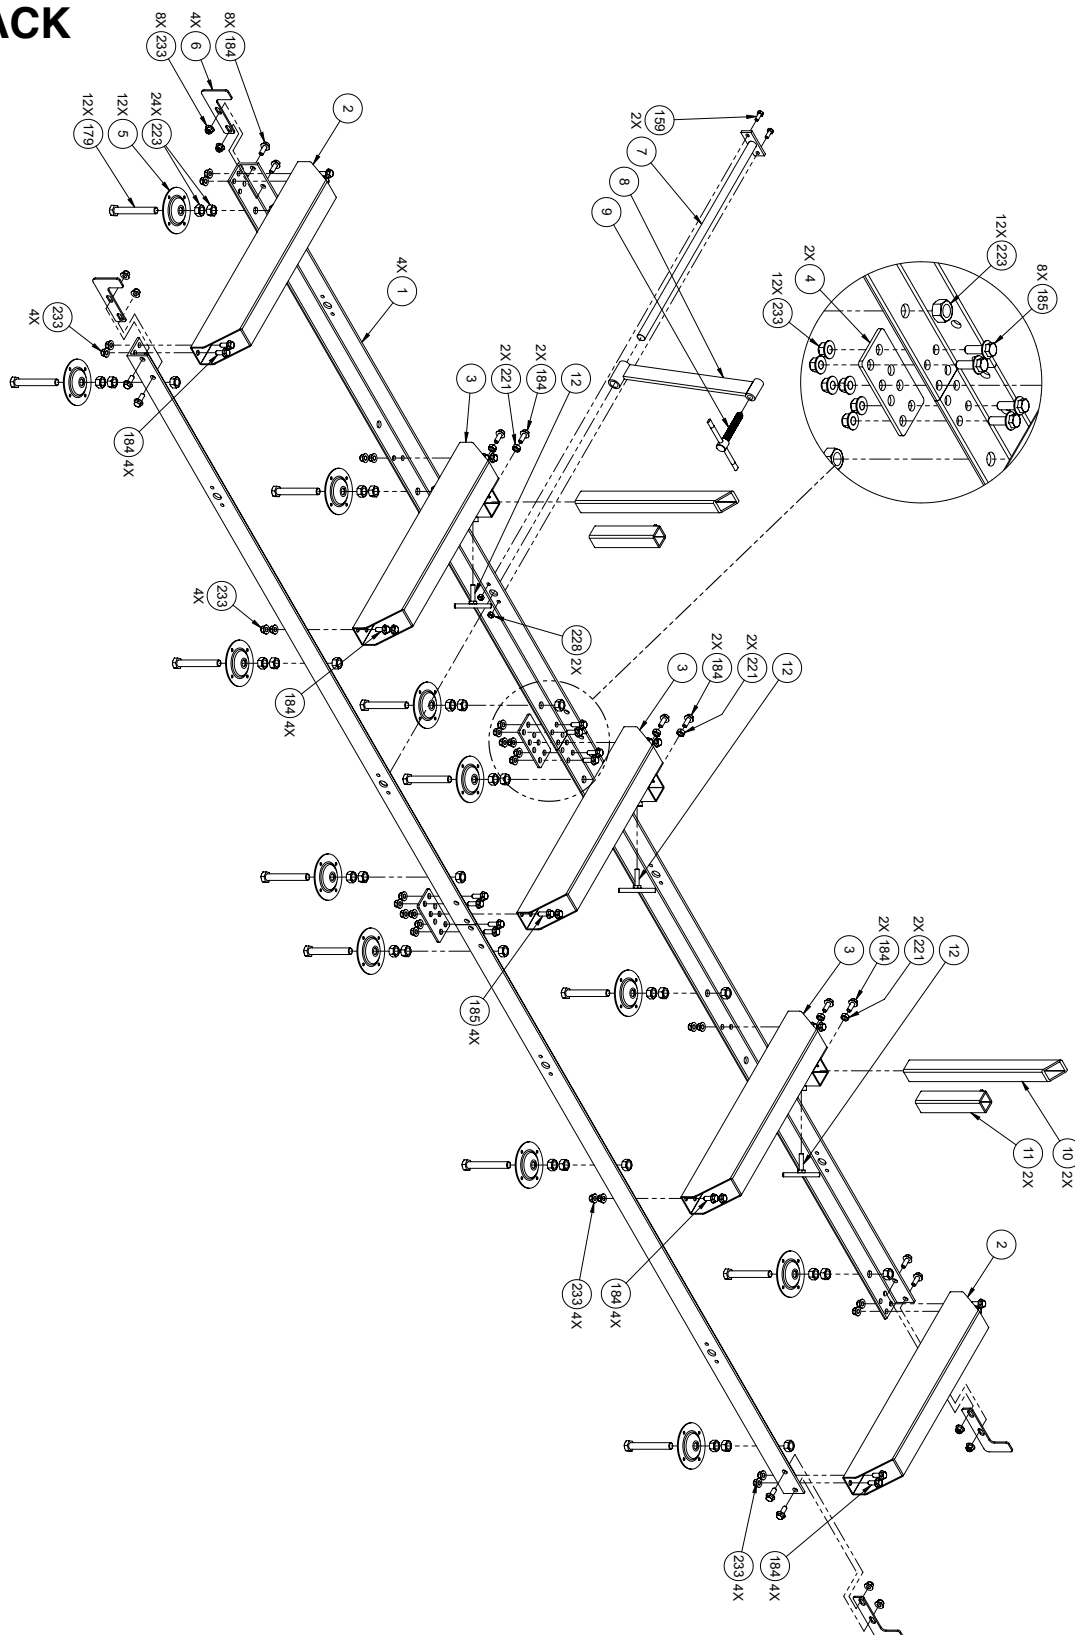 ACK
8X 233
4X 6
8X 184
12X 179
12X 5
24X 223
2
159
2X
7
8
9
4X 1
12X 233
2X 4
12X 223
8X 185
233
4X
184 4X
3
2X 221
2X 184
12
233
4X
184 4X
228 2X
3
2X 184
2X 221
12
185 4X
3
2X 184
2X 221
12
11 2X
10 2X
233 4X
184 4X
2
233 4X
184 4X